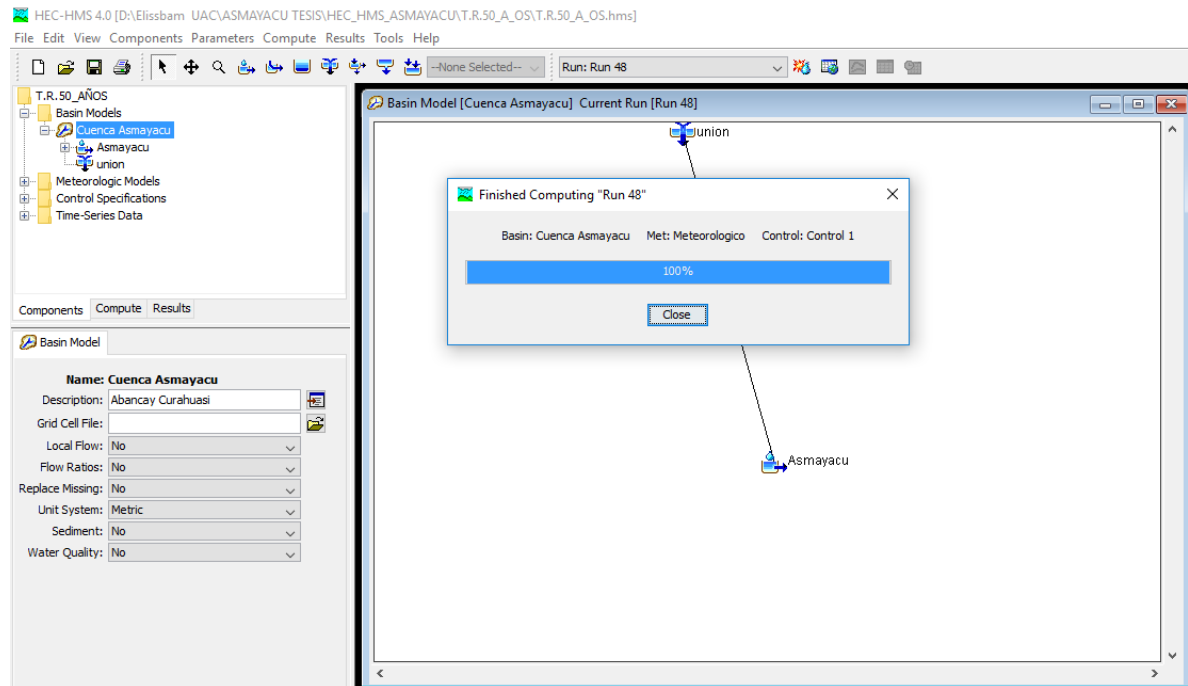 HEC-HMS 4.0 [D:\Elissbam UAC\ASMAYACU TESIS\HEC_HMS_ASMAYACU\T.R.50_A_OS\T.R.50_A_OS.hms]
File Edit View Components Parameters Compute Results Tools Help
--None Selected-- Run: Run 48
T.R.50_AÑOS
Basin Models
Cuenca Asmayacu
Asmayacu
union
Meteorologic Models
Control Specifications
Time-Series Data
Components Compute Results
Basin Model
Name: Cuenca Asmayacu
Description: Abancay Curahuasi
Grid Cell File:
Local Flow: No
Flow Ratios: No
Replace Missing: No
Unit System: Metric
Sediment: No
Water Quality: No
Basin Model [Cuenca Asmayacu] Current Run [Run 48]
union
Finished Computing "Run 48"
Basin: Cuenca Asmayacu Met: Meteorologico Control: Control 1
100%
Close
Asmayacu